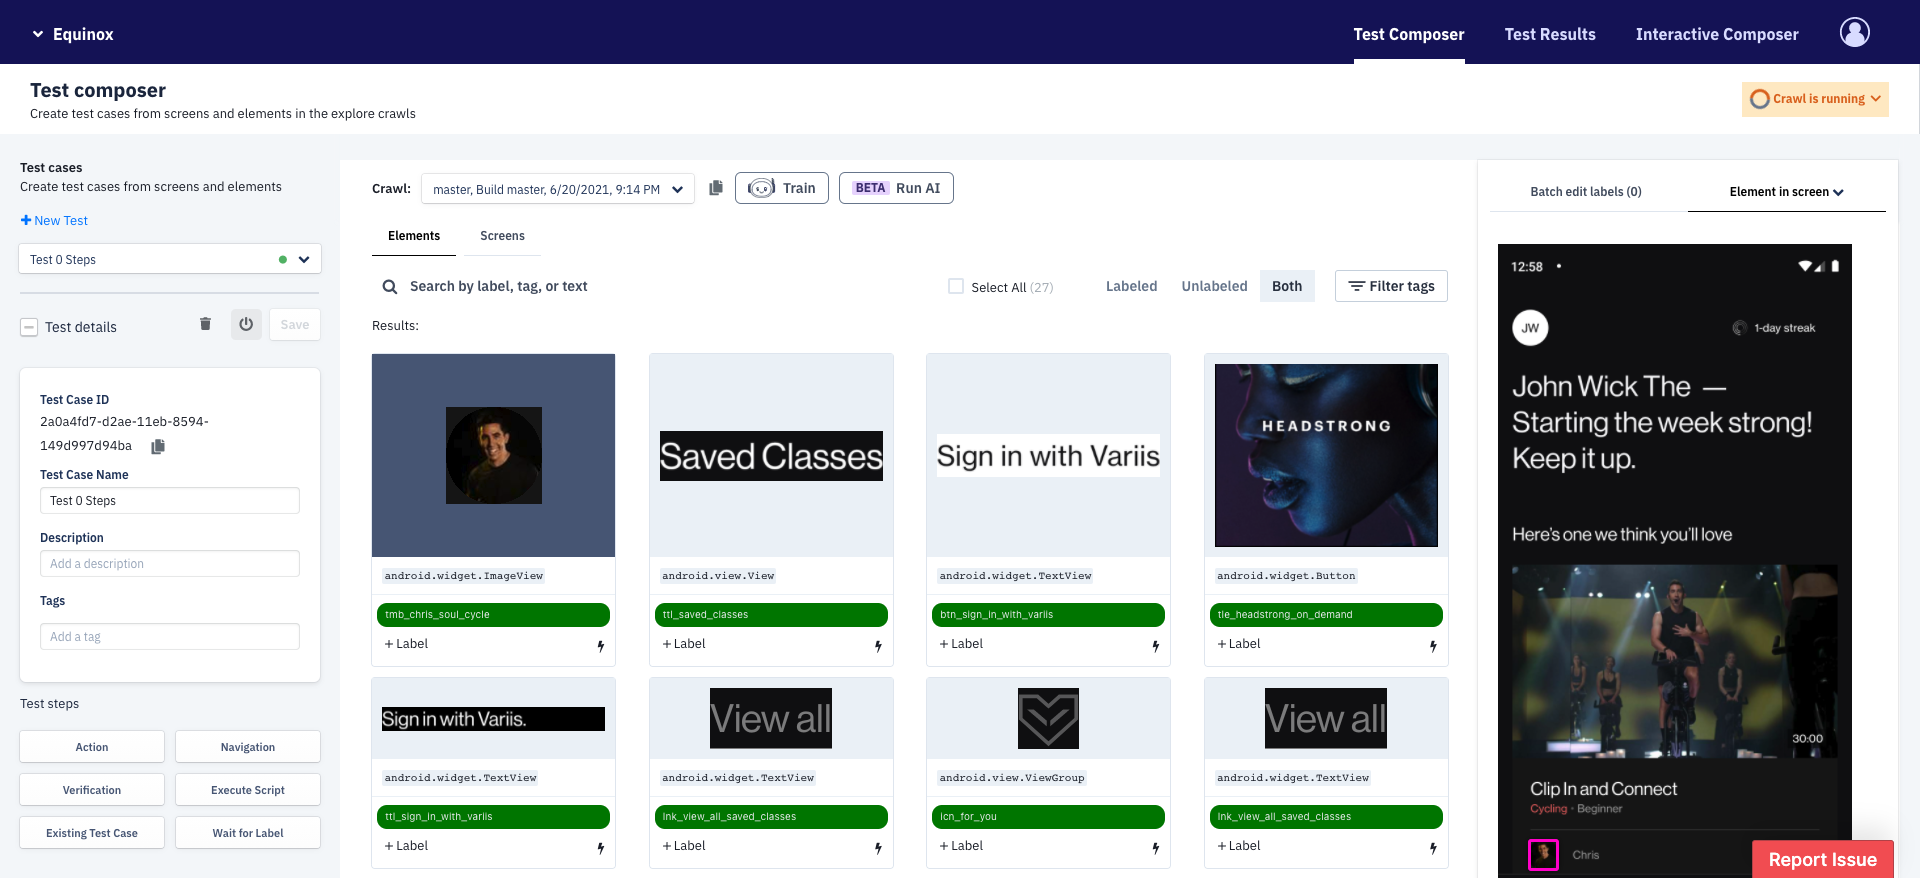 Equinox
Test Composer
Test Results
Interactive Composer
Test composer
Create test cases from screens and elements in the explore crawls
Crawl is running
Test cases
Create test cases from screens and elements
New Test
Test 0 Steps
Test details
Save
Test Case ID
2a0a4fd7-d2ae-11eb-8594-
149d997d94ba
Test Case Name
Test 0 Steps
Description
Add a description
Tags
Add a tag
Test steps
Action
Navigation
Verification
Execute Script
Existing Test Case
Wait for Label
Crawl:
master, Build master, 6/20/2021, 9:14 PM
Train
BETA Run AI
Elements
Screens
Search by label, tag, or text
Select All (27)
Labeled
Unlabeled
Both
Filter tags
Results:
Saved Classes
Sign in with Variis
HEADSTRONG
android.widget.ImageView
android.view.View
android.widget.TextView
android.widget.Button
tmb_chris_soul_cycle
ttl_saved_classes
btn_sign_in_with_variis
tle_headstrong_on_demand
+ Label
+ Label
+ Label
+ Label
Sign in with Variis.
View all
View all
android.widget.TextView
android.widget.TextView
android.view.ViewGroup
android.widget.TextView
ttl_sign_in_with_variis
lnk_view_all_saved_classes
icn_for_you
lnk_view_all_saved_classes
+ Label
+ Label
+ Label
+ Label
Batch edit labels (0)
Element in screen
12:58
JW
1-day streak
John Wick The —
Starting the week strong!
Keep it up.
Here's one we think you'll love
30:00
Clip In and Connect
Cycling · Beginner
Chris
Report Issue